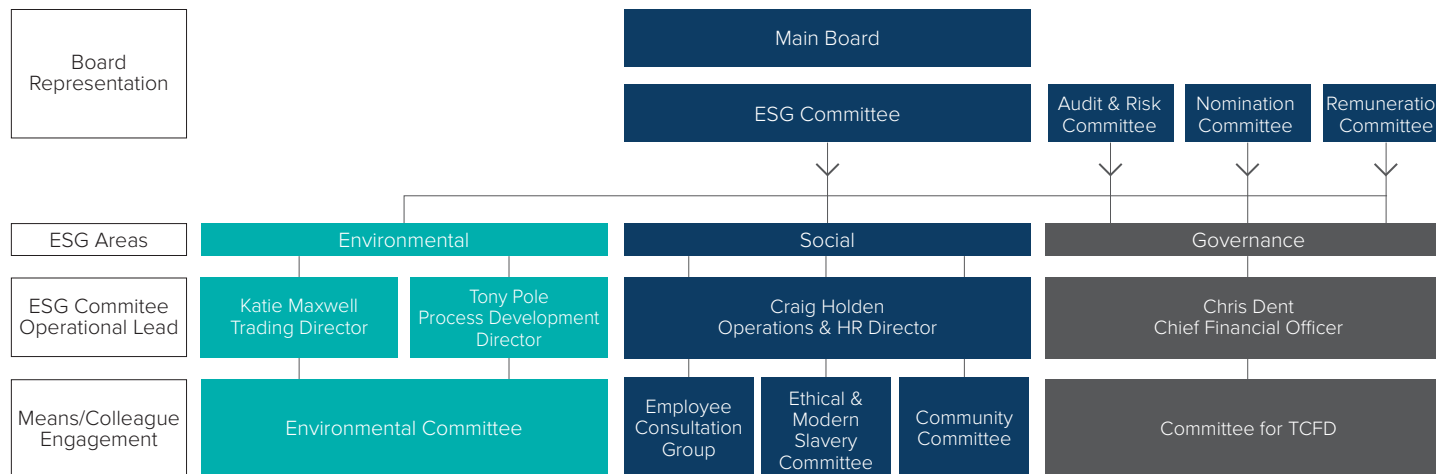 Board
Representation
Main Board
ESG Committee
Audit & Risk
Committee
Nomination
Committee
Remuneratio
Committee
ESG Areas
Environmental
Social
Governance
ESG Commitee
Operational Lead
Katie Maxwell
Trading Director
Tony Pole
Process Development
Director
Craig Holden
Operations & HR Director
Chris Dent
Chief Financial Officer
Means/Colleague
Engagement
Environmental Committee
Employee
Consultation
Group
Ethical &
Modern
Slavery
Committee
Community
Committee
Committee for TCFD